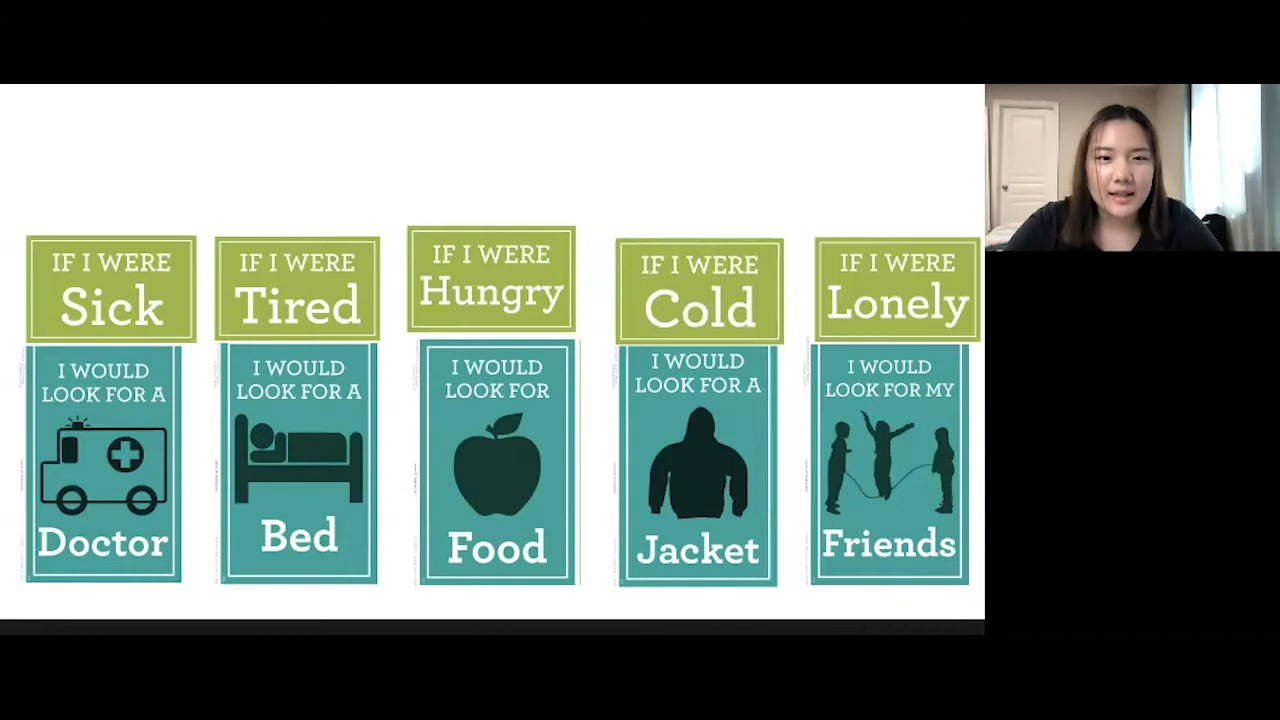 IF I WERE
Sick
I WOULD
LOOK FOR A
Doctor
IF I WERE
Tired
I WOULD
LOOK FOR A
Bed
IF I WERE
Hungry
I WOULD
LOOK FOR
Food
IF I WERE
Cold
I WOULD
LOOK FOR A
Jacket
IF I WERE
Lonely
I WOULD
LOOK FOR MY
Friends